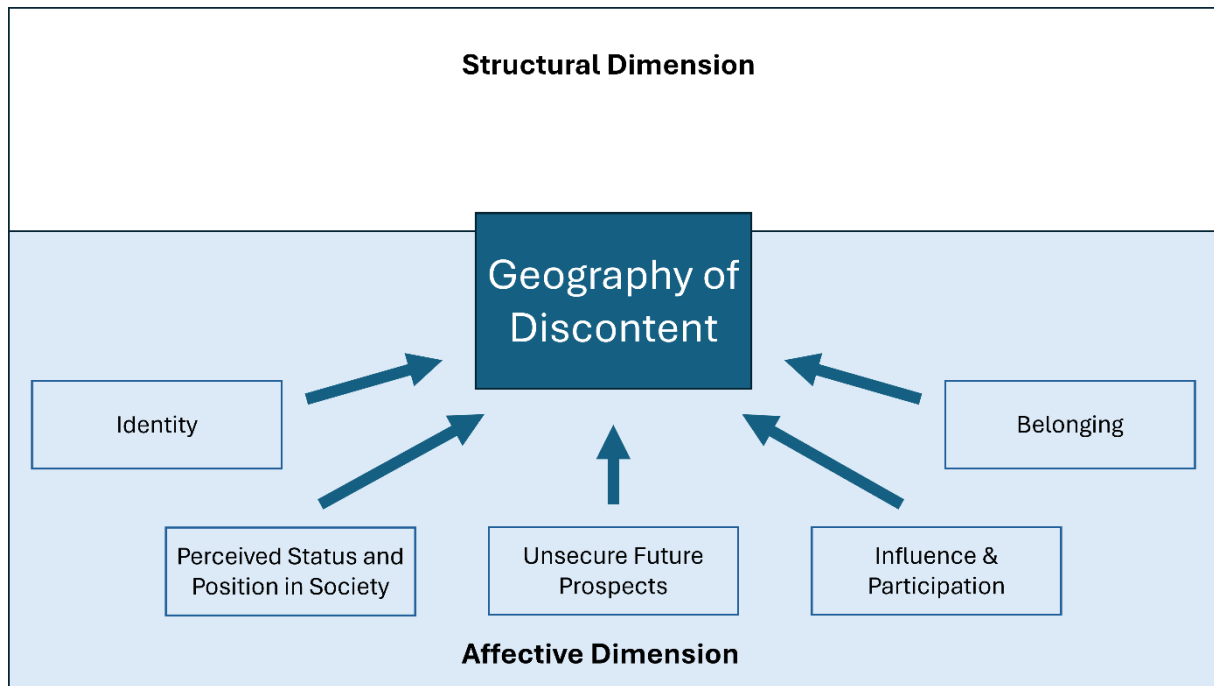 Structural Dimension
Geography of
Discontent
Identity
Belonging
Perceived Status and
Position in Society
Unsecure Future
Prospects
Influence &
Participation
Affective Dimension